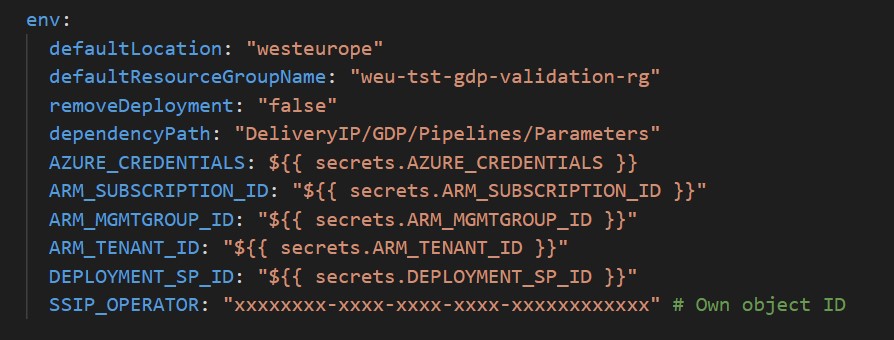 env:
defaultLocation: "westeurope"
defaultResourceGroupName: "weu-tst-gdp-validation-rg"
removeDeployment: "false"
dependencyPath: "DeliveryIP/GDP/Pipelines/Parameters"
AZURE_CREDENTIALS: ${{ secrets.AZURE_CREDENTIALS }}
ARM_SUBSCRIPTION_ID: "${{ secrets.ARM_SUBSCRIPTION_ID }}"
ARM_MGMTGROUP_ID: "${{ secrets.ARM_MGMTGROUP_ID }}"
ARM_TENANT_ID: "${{ secrets.ARM_TENANT_ID }}"
DEPLOYMENT_SP_ID: "${{ secrets.DEPLOYMENT_SP_ID }}"
SSIP_OPERATOR: "xxxxxxxx-xxxx-xxxx-xxxx-xxxxxxxxxxxx" # Own object ID